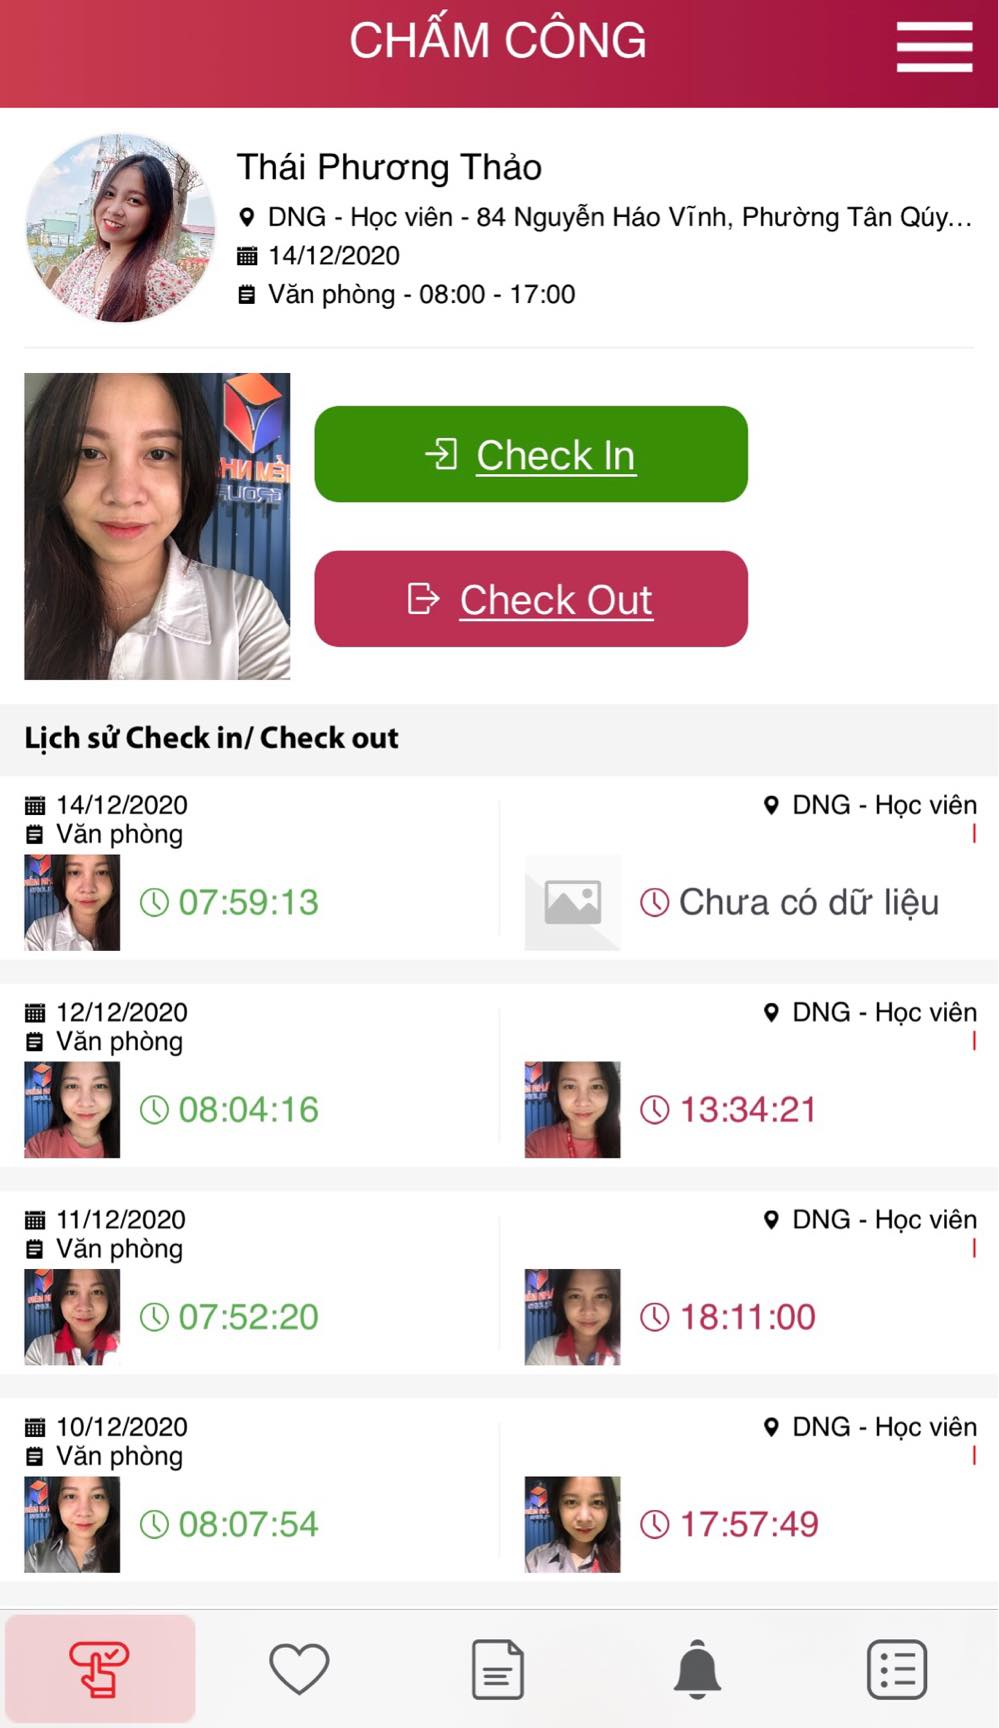 CHẤM CÔNG
Thái Phương Thảo
DNG - Học viên - 84 Nguyễn Háo Vĩnh, Phường Tân Qúy...
14/12/2020
Văn phòng - 08:00 - 17:00
Check In
Check Out
Lịch sử Check in/ Check out
14/12/2020
DNG - Học viên
Văn phòng
07:59:13
Chưa có dữ liệu
12/12/2020
DNG - Học viên
Văn phòng
08:04:16
13:34:21
11/12/2020
DNG - Học viên
Văn phòng
07:52:20
18:11:00
10/12/2020
DNG - Học viên
Văn phòng
08:07:54
17:57:49